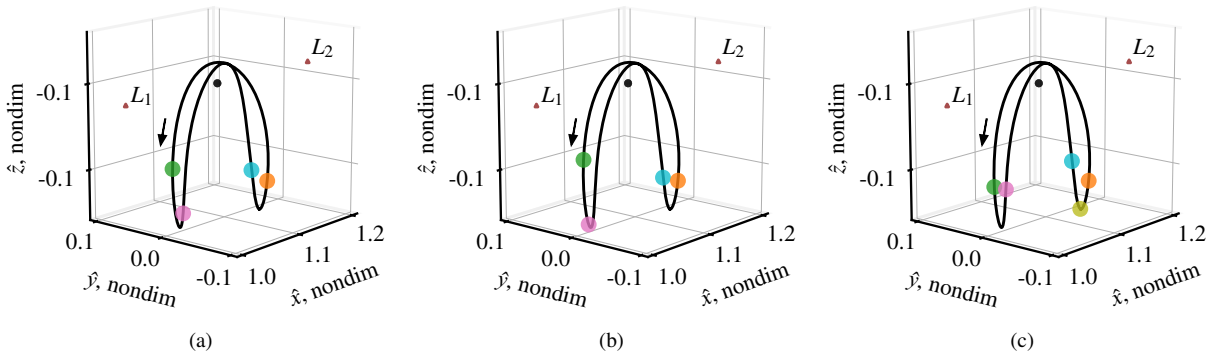 L₂
L₁
-0.1
-0.1
ẑ, nondim
0.1
0.0
-0.1
ŷ, nondim
1.0
1.1
1.2
x̂, nondim
(a)
L₂
L₁
-0.1
-0.1
ẑ, nondim
0.1
0.0
-0.1
ŷ, nondim
1.0
1.1
1.2
x̂, nondim
(b)
L₂
L₁
-0.1
-0.1
ẑ, nondim
0.1
0.0
-0.1
ŷ, nondim
1.0
1.1
1.2
x̂, nondim
(c)